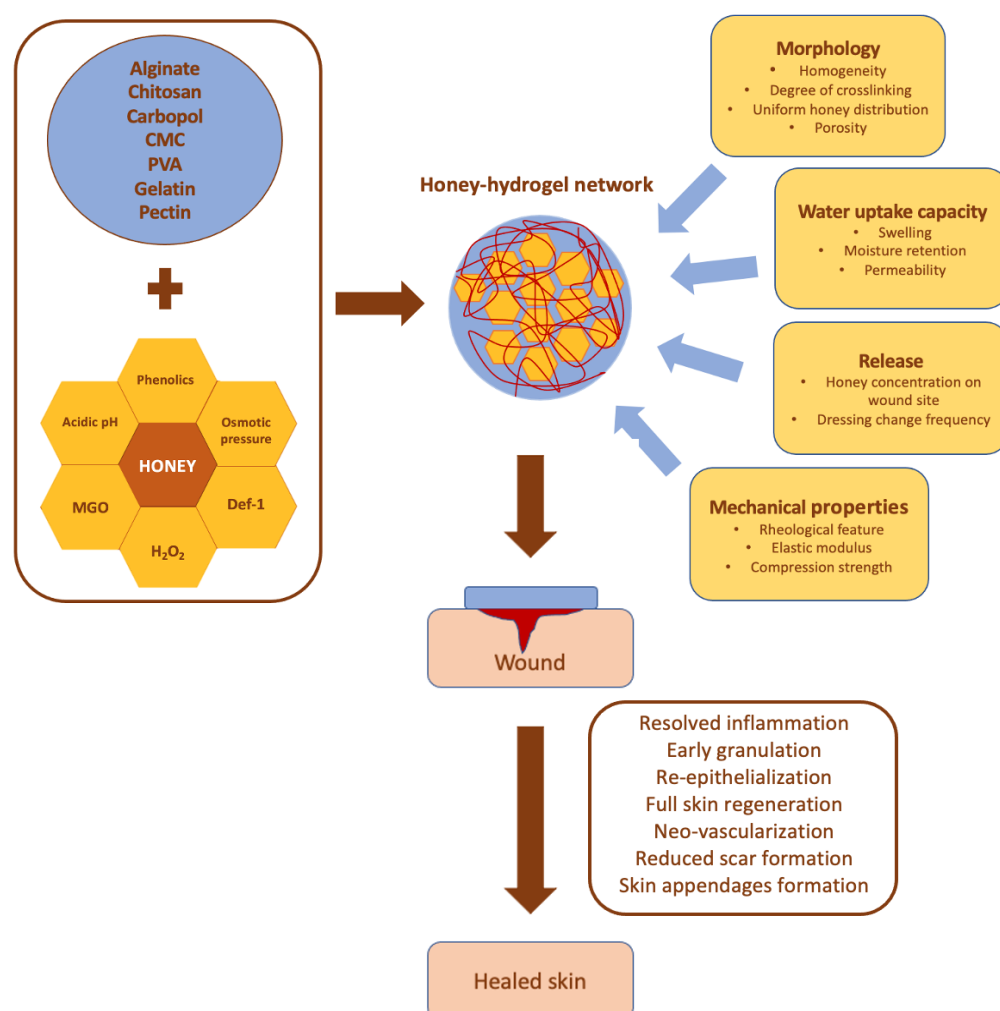 Alginate
Chitosan
Carbopol
CMC
PVA
Gelatin
Pectin
Phenolics
Acidic pH
Osmotic
pressure
HONEY
MGO
Def-1
H₂O₂
Honey-hydrogel network
Morphology
• Homogeneity
• Degree of crosslinking
• Uniform honey distribution
• Porosity
Water uptake capacity
• Swelling
• Moisture retention
• Permeability
Release
• Honey concentration on
wound site
• Dressing change frequency
Mechanical properties
• Rheological feature
• Elastic modulus
• Compression strength
Wound
Resolved inflammation
Early granulation
Re-epithelialization
Full skin regeneration
Neo-vascularization
Reduced scar formation
Skin appendages formation
Healed skin